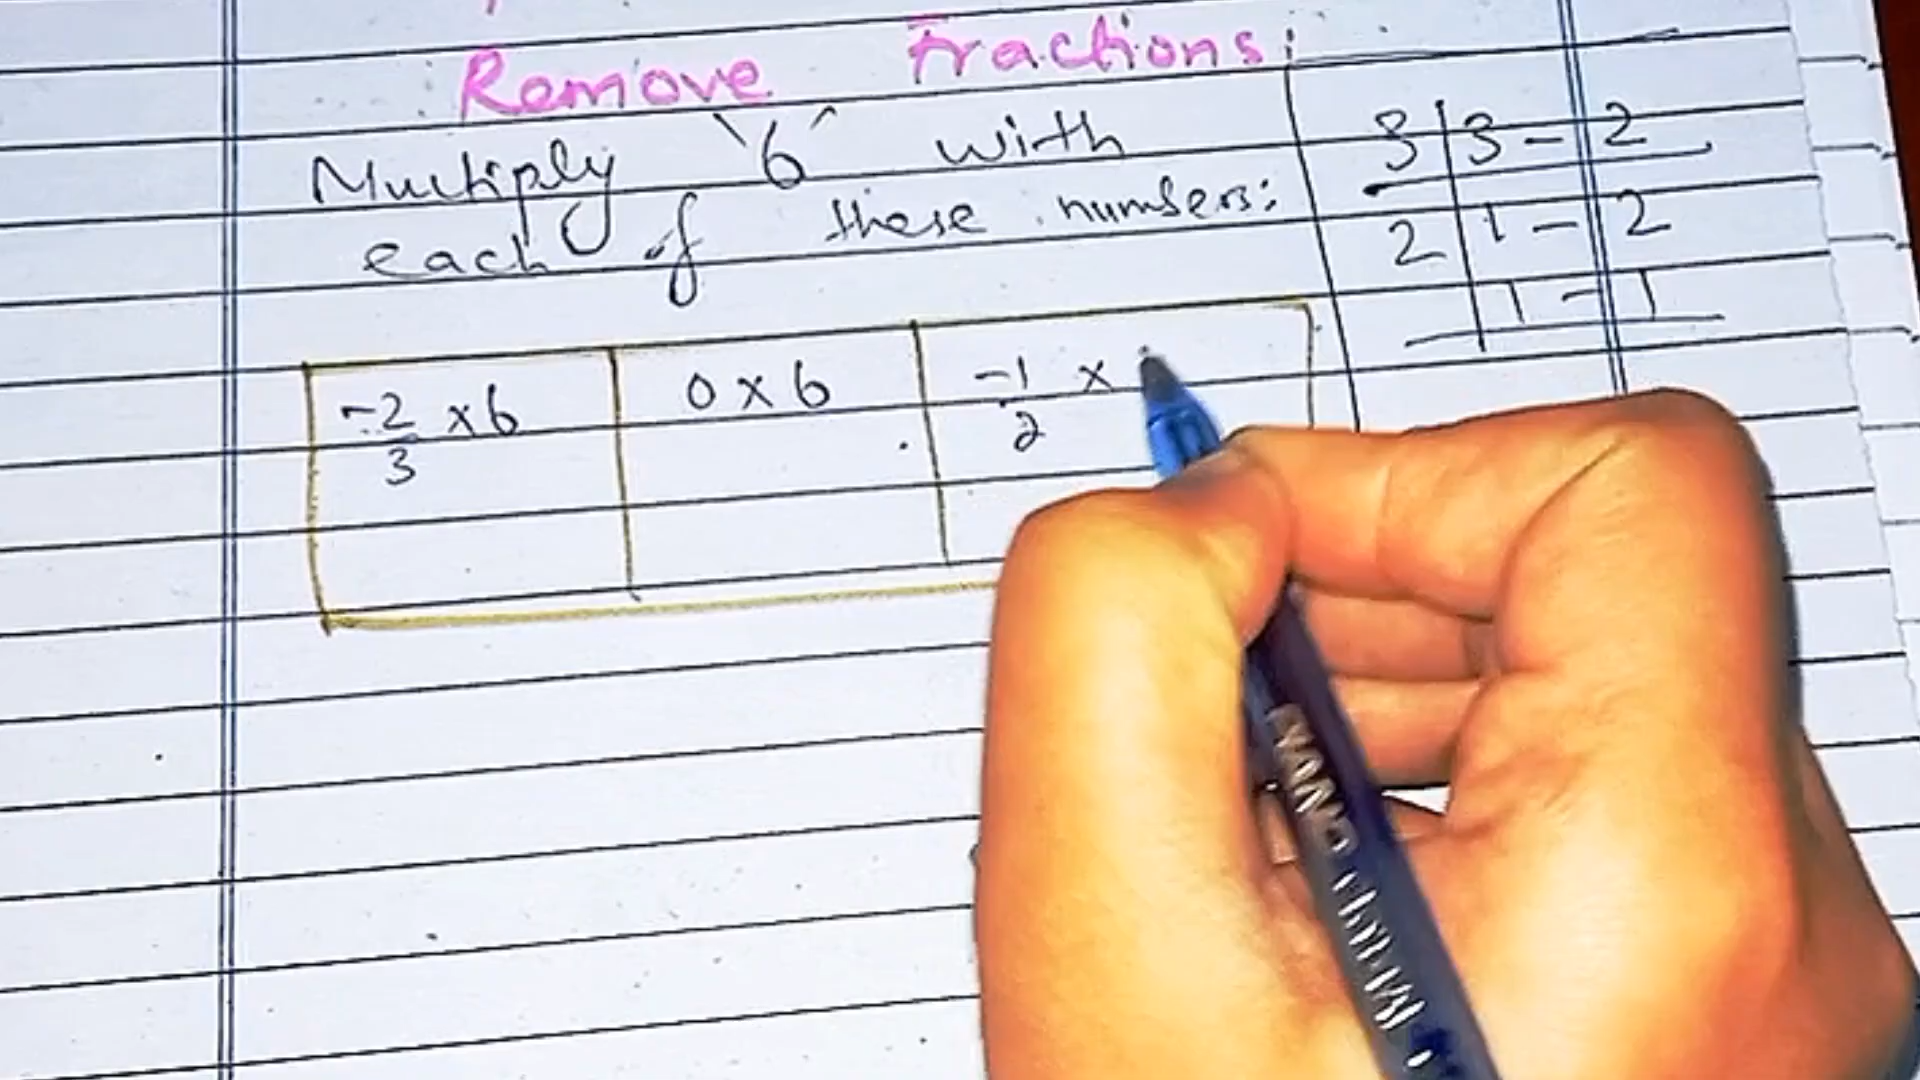 Remove Fractions:
Multiply '6' with
each of these numbers:
3 | 3 - 2
2 | 1 - 2
1 - 1
-2/3 x 6
0 x 6
-1/2 x